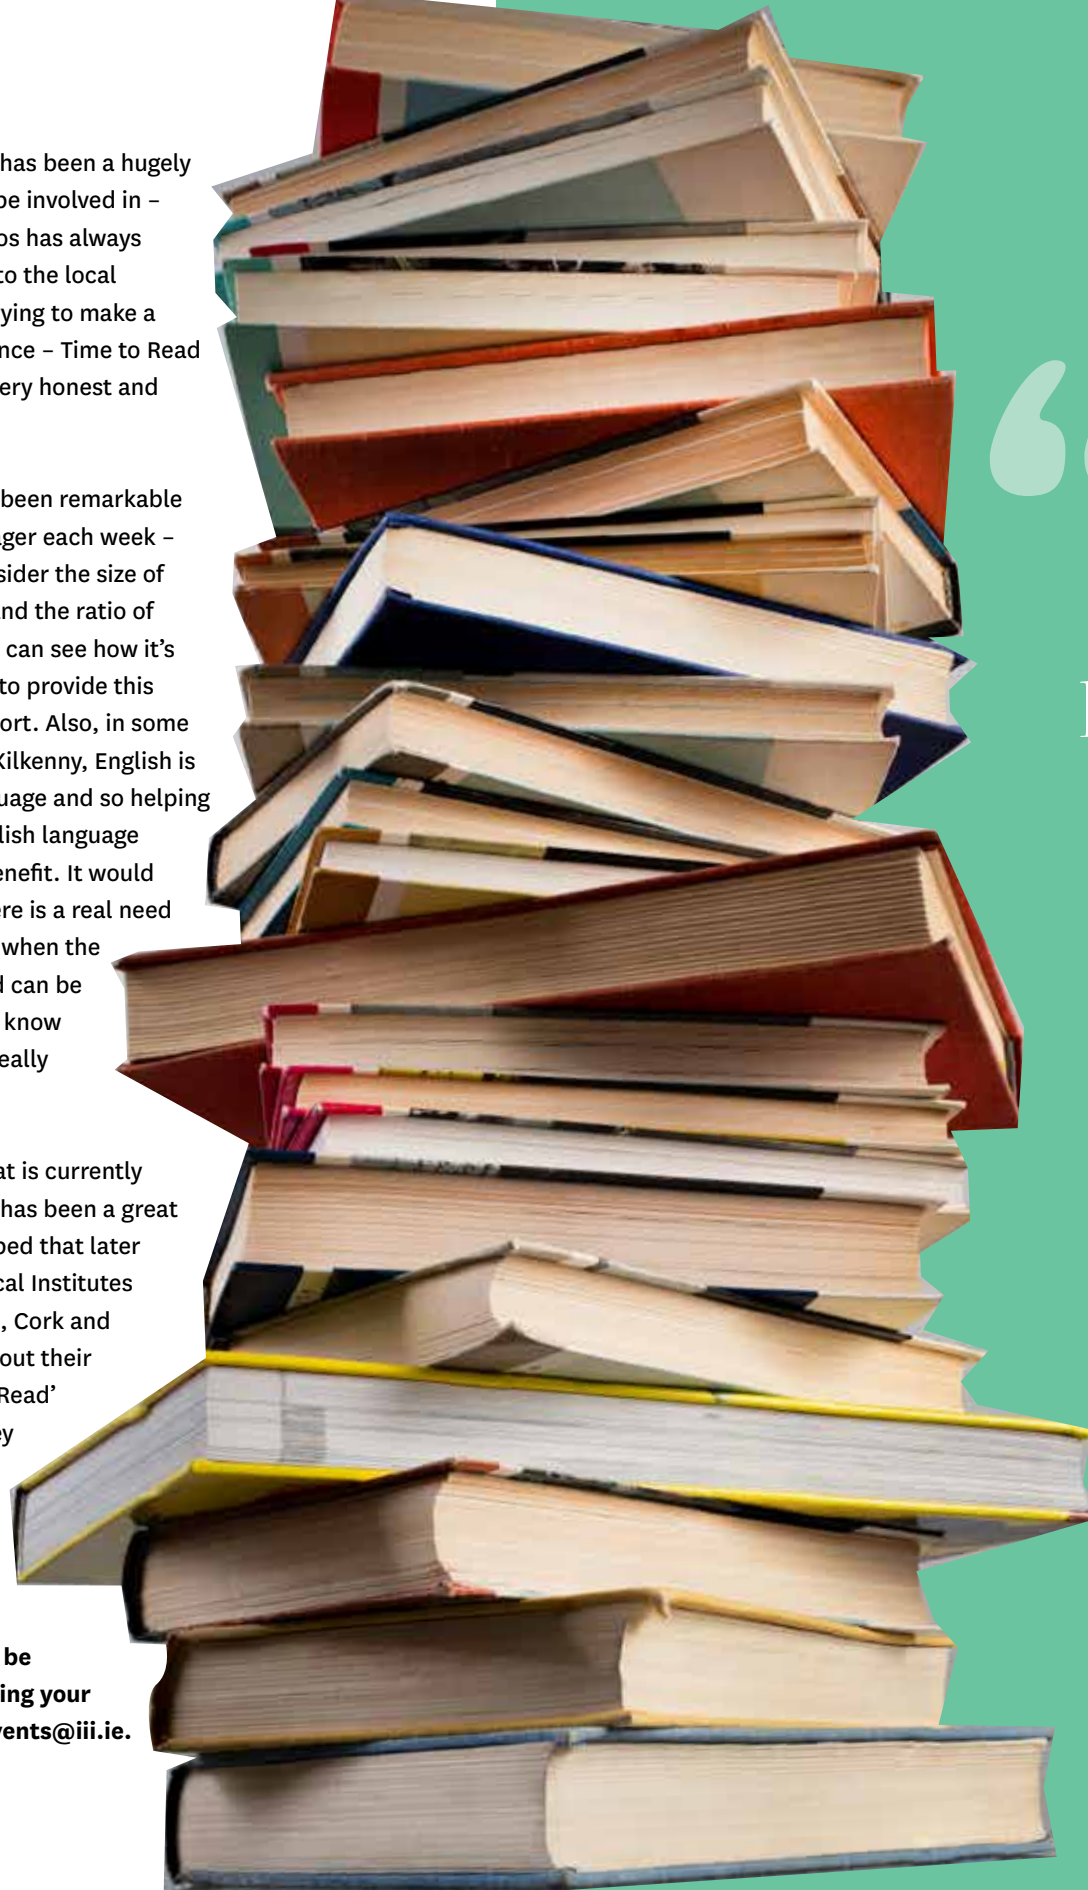 has been a hugely
be involved in –
os has always
to the local
ying to make a
nce – Time to Read
ery honest and
been remarkable
ager each week –
sider the size of
and the ratio of
can see how it’s
to provide this
ort. Also, in some
Kilkenny, English is
uage and so helping
lish language
enefit. It would
ere is a real need
when the
d can be
know
eally
at is currently
has been a great
ped that later
cal Institutes
, Cork and
out their
Read’
ey
be
ing your
vents@iii.ie.
“